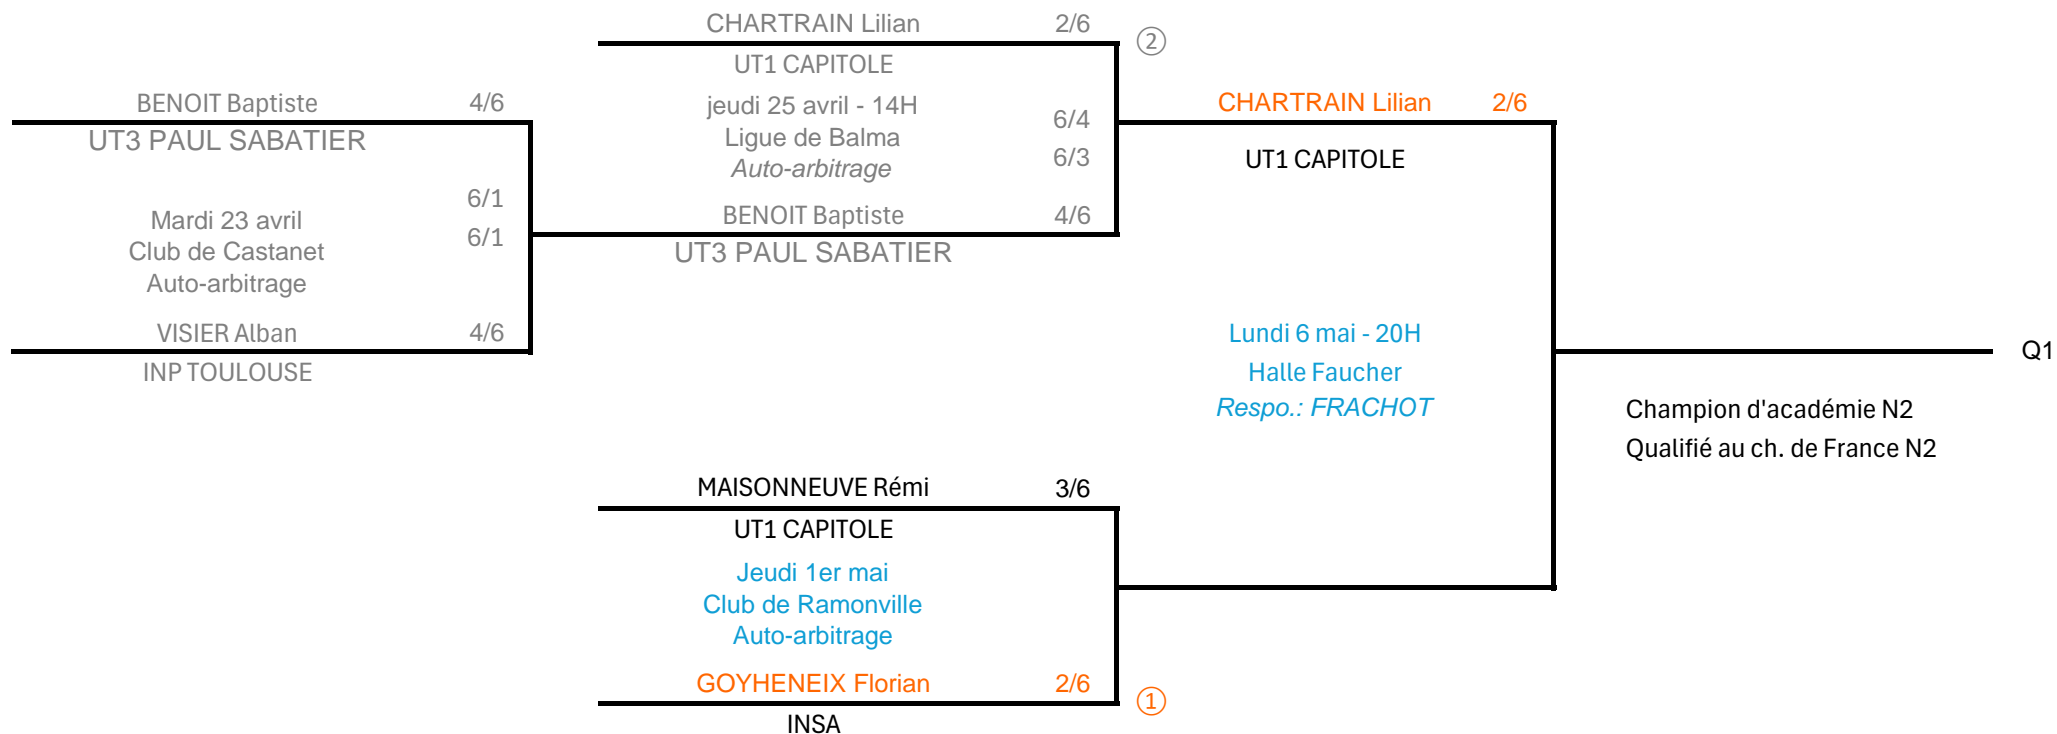 CHARTRAIN Lilian 2/6
②
UT1 CAPITOLE
jeudi 25 avril - 14H
Ligue de Balma
Auto-arbitrage
6/4
6/3
BENOIT Baptiste 4/6
UT3 PAUL SABATIER
BENOIT Baptiste 4/6
UT3 PAUL SABATIER
Mardi 23 avril
Club de Castanet
Auto-arbitrage
6/1
6/1
VISIER Alban 4/6
INP TOULOUSE
CHARTRAIN Lilian 2/6
UT1 CAPITOLE
Lundi 6 mai - 20H
Halle Faucher
Respo.: FRACHOT
Q1
Champion d'académie N2
Qualifié au ch. de France N2
MAISONNEUVE Rémi 3/6
UT1 CAPITOLE
Jeudi 1er mai
Club de Ramonville
Auto-arbitrage
GOYHENEIX Florian 2/6
①
INSA